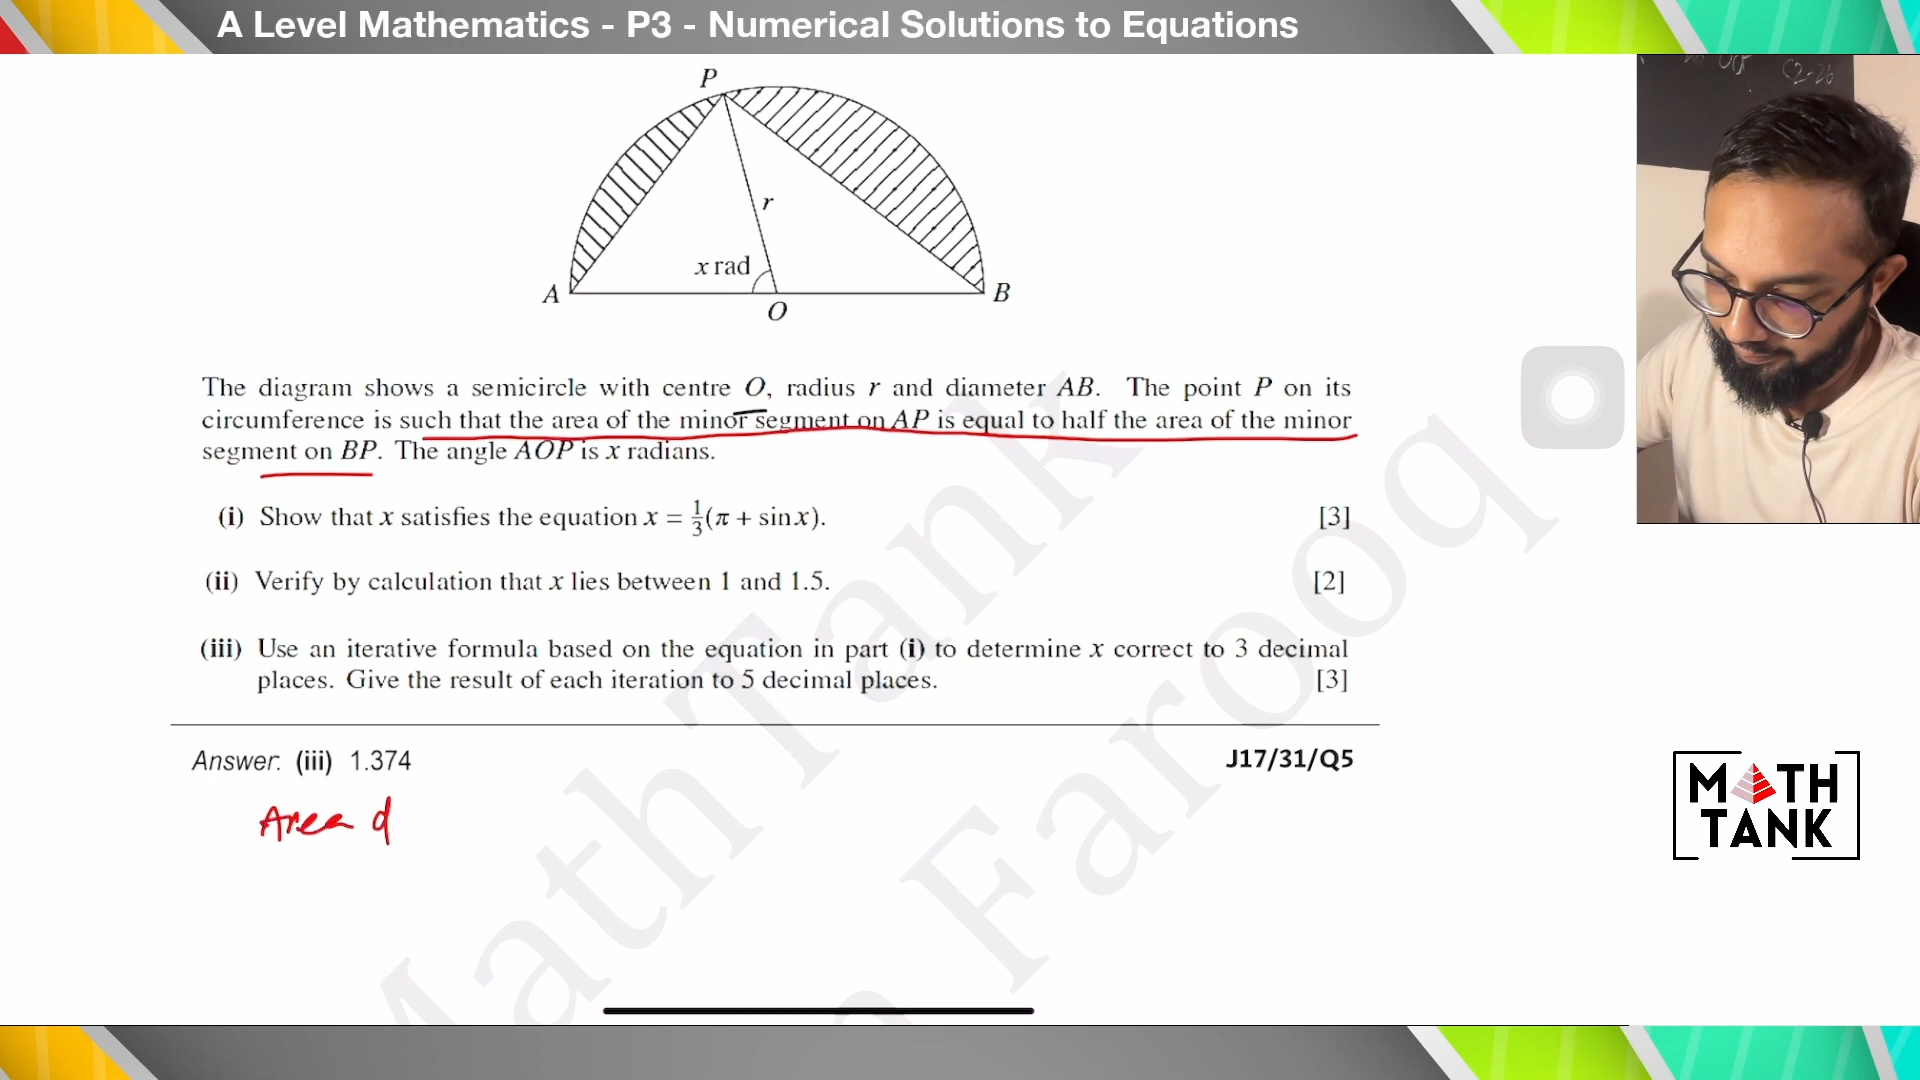 A Level Mathematics - P3 - Numerical Solutions to Equations
P
r
x rad
A
O
B
The diagram shows a semicircle with centre O, radius r and diameter AB. The point P on its
circumference is such that the area of the minor segment on AP is equal to half the area of the minor
segment on BP. The angle AOP is x radians.
(i) Show that x satisfies the equation x = 1/3(π + sin x). [3]
(ii) Verify by calculation that x lies between 1 and 1.5. [2]
(iii) Use an iterative formula based on the equation in part (i) to determine x correct to 3 decimal
places. Give the result of each iteration to 5 decimal places. [3]
Answer: (iii) 1.374 J17/31/Q5
Area
MATH
TANK
Math Tank
Farooq